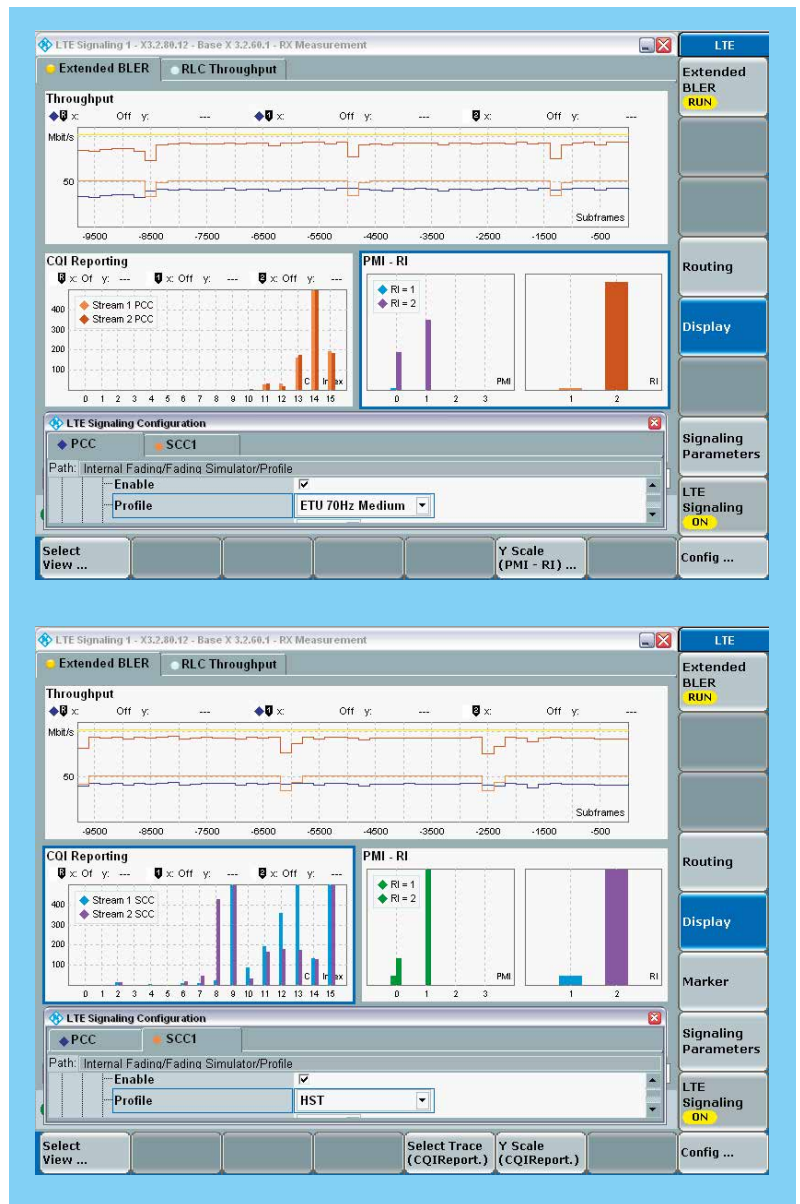 LTE Signaling 1 - X3.2.80.12 - Base X 3.2.60.1 - RX Measurement
LTE
Extended BLER
RLC Throughput
Extended
BLER
RUN
Throughput
R x: Off y: --- 1 x: Off y: --- 2 x: Off y: ---
Mbit/s
50
Subframes
-9500 -8500 -7500 -6500 -5500 -4500 -3500 -2500 -1500 -500
CQI Reporting
R x: Of y: --- 1 x: Off y: --- 2 x: Off y: ---
400
300
200
100
Stream 1 PCC
Stream 2 PCC
0 1 2 3 4 5 6 7 8 9 10 11 12 13 14 15
PMI - RI
RI = 1
RI = 2
PMI
0 1 2 3
RI
1 2
Routing
Display
LTE Signaling Configuration
PCC
SCC1
Path: Internal Fading/Fading Simulator/Profile
Enable
Profile ETU 70Hz Medium
Signaling
Parameters
LTE
Signaling
ON
Select
View ...
Y Scale
(PMI - RI) ...
Config ...
LTE Signaling 1 - X3.2.80.12 - Base X 3.2.60.1 - RX Measurement
LTE
Extended BLER
RLC Throughput
Extended
BLER
RUN
Throughput
R x: Off y: --- 1 x: Off y: --- 2 x: Off y: ---
Mbit/s
50
Subframes
-9500 -8500 -7500 -6500 -5500 -4500 -3500 -2500 -1500 -500
CQI Reporting
R x: Off y: --- 1 x: Off y: --- 2 x: Off y: ---
400
300
200
100
Stream 1 SCC
Stream 2 SCC
0 1 2 3 4 5 6 7 8 9 10 11 12 13 14 15
PMI - RI
RI = 1
RI = 2
PMI
0 1 2 3
RI
1 2
Routing
Display
Marker
LTE Signaling Configuration
PCC
SCC1
Path: Internal Fading/Fading Simulator/Profile
Enable
Profile HST
Signaling
Parameters
LTE
Signaling
ON
Select
View ...
Select Trace
(CQIReport.)
Y Scale
(CQIReport.)
Config ...